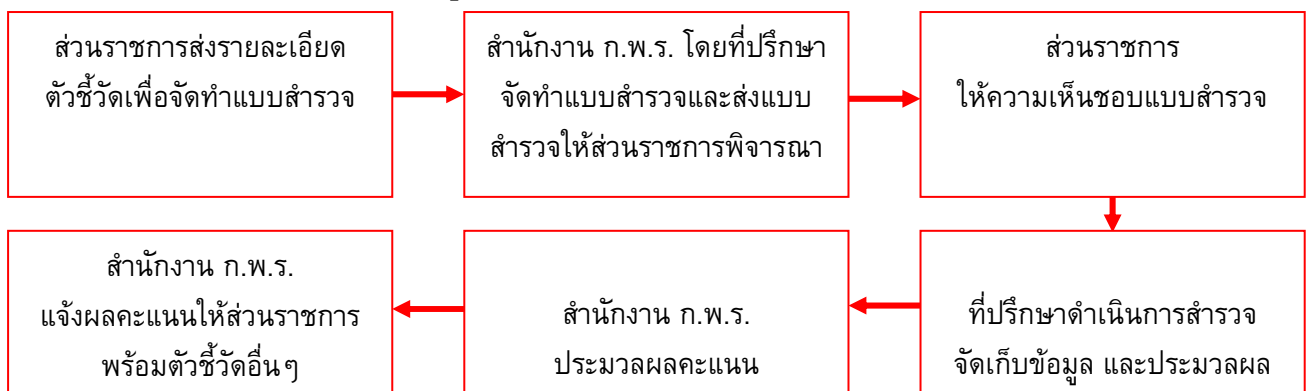 ส่วนราชการส่งรายละเอียด
ตัวชี้วัดเพื่อจัดทำแบบสำรวจ
สำนักงาน ก.พ.ร. โดยที่ปรึกษา
จัดทำแบบสำรวจและส่งแบบ
สำรวจให้ส่วนราชการพิจารณา
ส่วนราชการ
ให้ความเห็นชอบแบบสำรวจ
ที่ปรึกษาดำเนินการสำรวจ
จัดเก็บข้อมูล และประมวลผล
สำนักงาน ก.พ.ร.
ประมวลผลคะแนน
สำนักงาน ก.พ.ร.
แจ้งผลคะแนนให้ส่วนราชการ
พร้อมตัวชี้วัดอื่นๆ